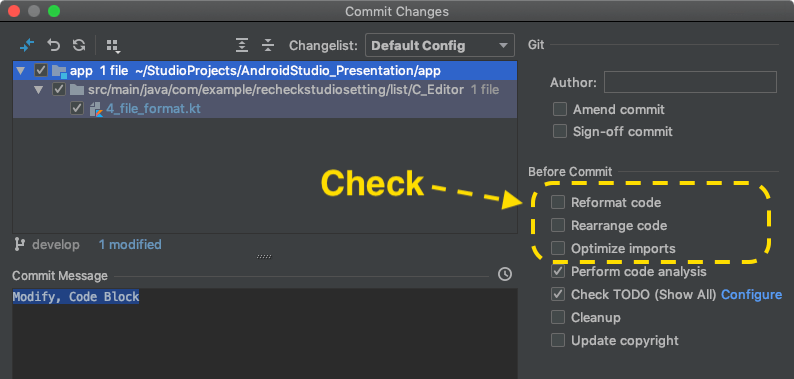 Commit Changes
Changelist: Default Config
app 1 file ~/StudioProjects/AndroidStudio_Presentation/app
src/main/java/com/example/recheckstudiosetting/list/C_Editor 1 file
4_file_format.kt
develop 1 modified
Commit Message
Modify, Code Block
Check
Git
Author:
Amend commit
Sign-off commit
Before Commit
Reformat code
Rearrange code
Optimize imports
Perform code analysis
Check TODO (Show All) Configure
Cleanup
Update copyright